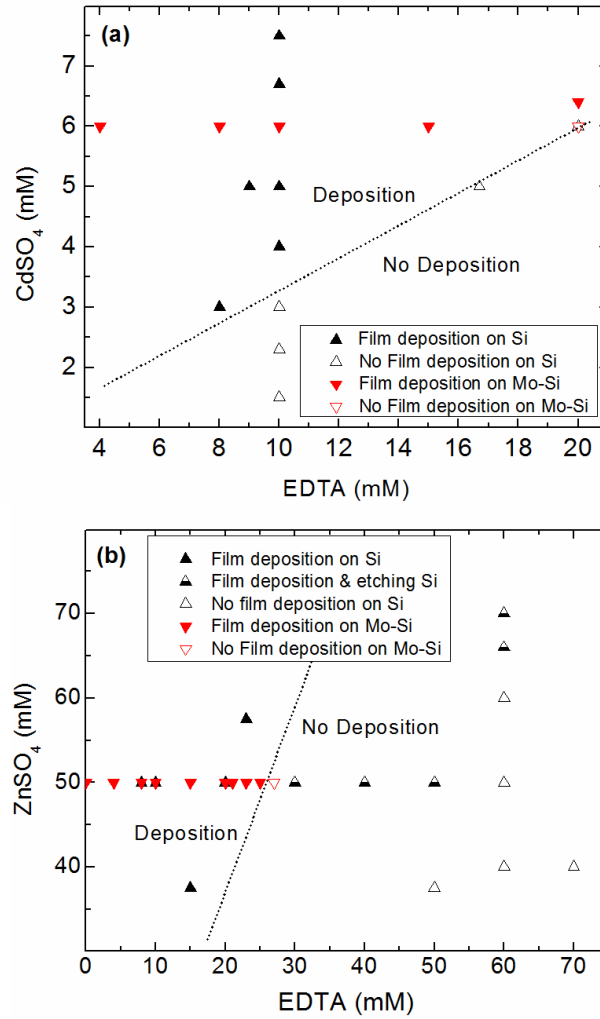 (a)
7
6
5
4
3
2
CdSO₄ (mM)
Deposition
No Deposition
Film deposition on Si
No Film deposition on Si
Film deposition on Mo-Si
No Film deposition on Mo-Si
4 6 8 10 12 14 16 18 20
EDTA (mM)
(b)
Film deposition on Si
Film deposition & etching Si
No film deposition on Si
Film deposition on Mo-Si
No Film deposition on Mo-Si
70
60
50
40
ZnSO₄ (mM)
No Deposition
Deposition
0 10 20 30 40 50 60 70
EDTA (mM)